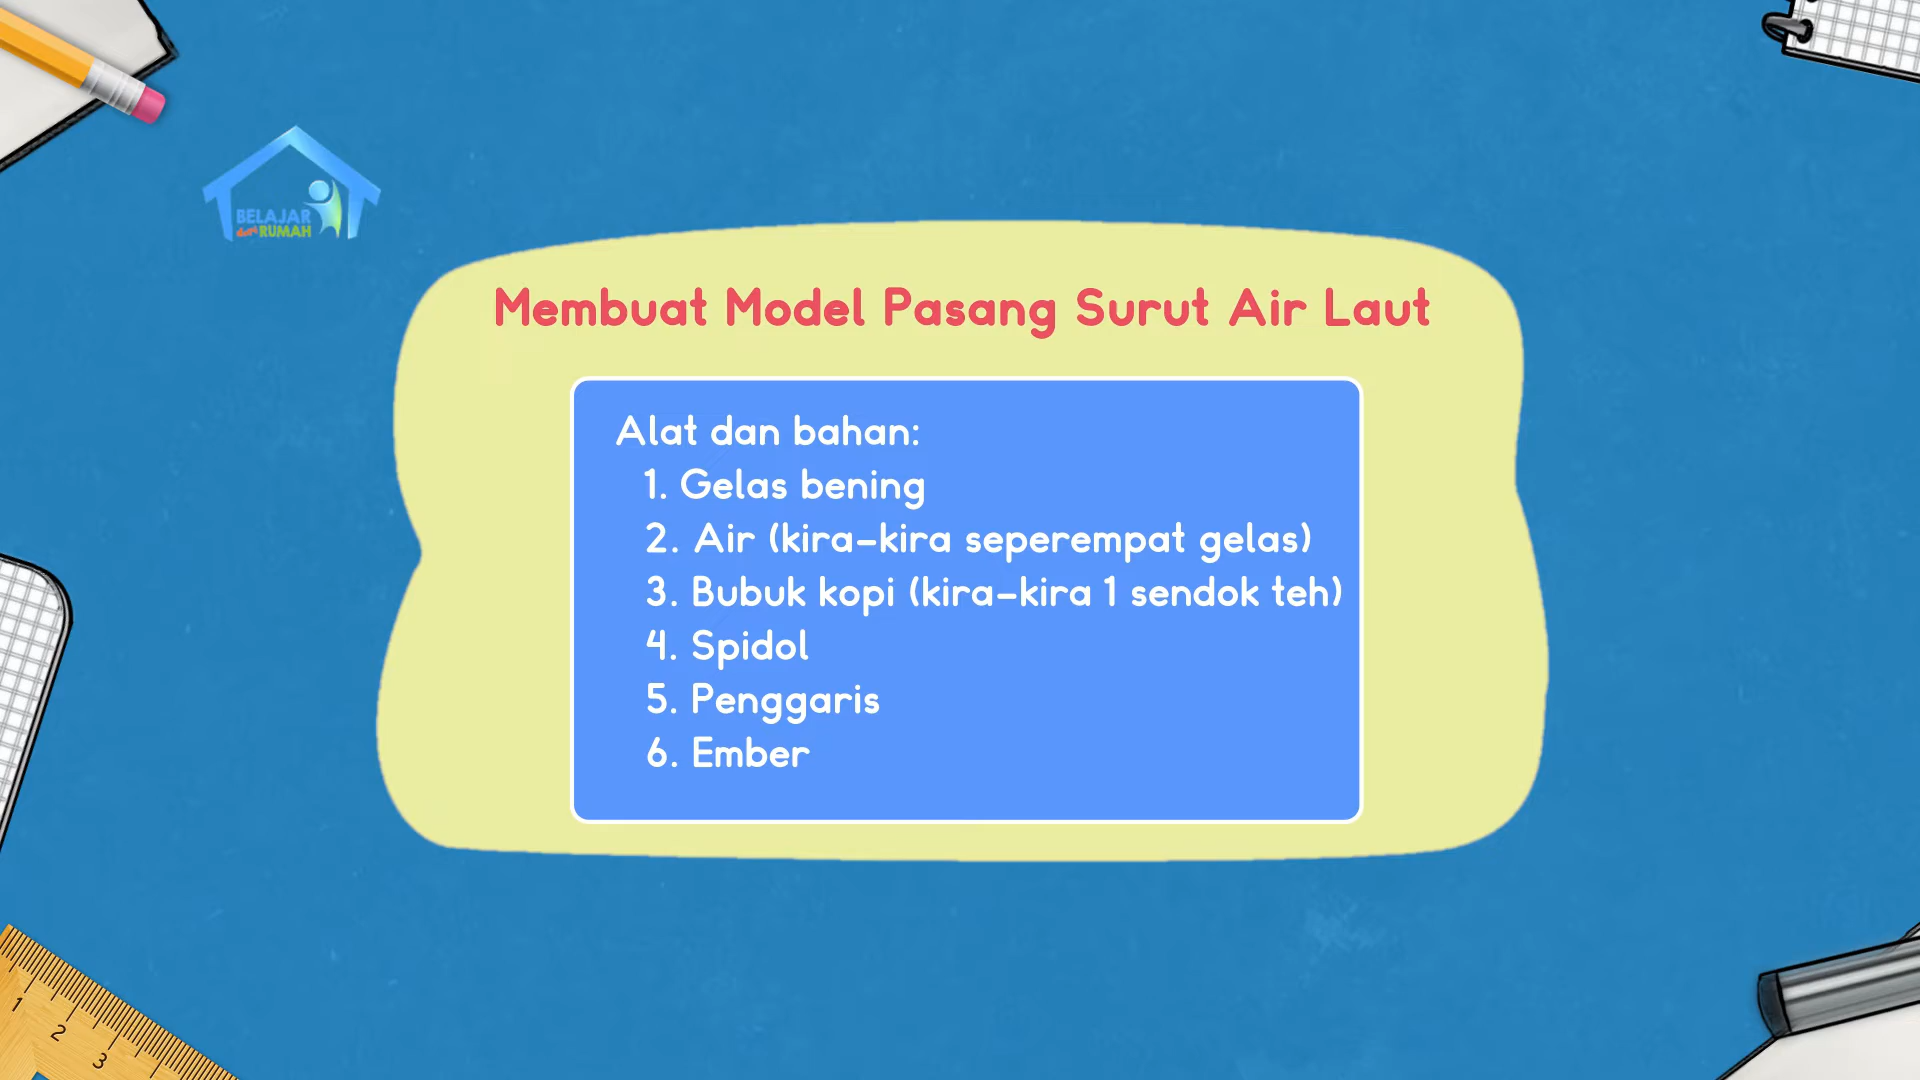 BELAJAR
dari RUMAH
Membuat Model Pasang Surut Air Laut
Alat dan bahan:
1. Gelas bening
2. Air (kira-kira seperempat gelas)
3. Bubuk kopi (kira-kira 1 sendok teh)
4. Spidol
5. Penggaris
6. Ember
1
2
3